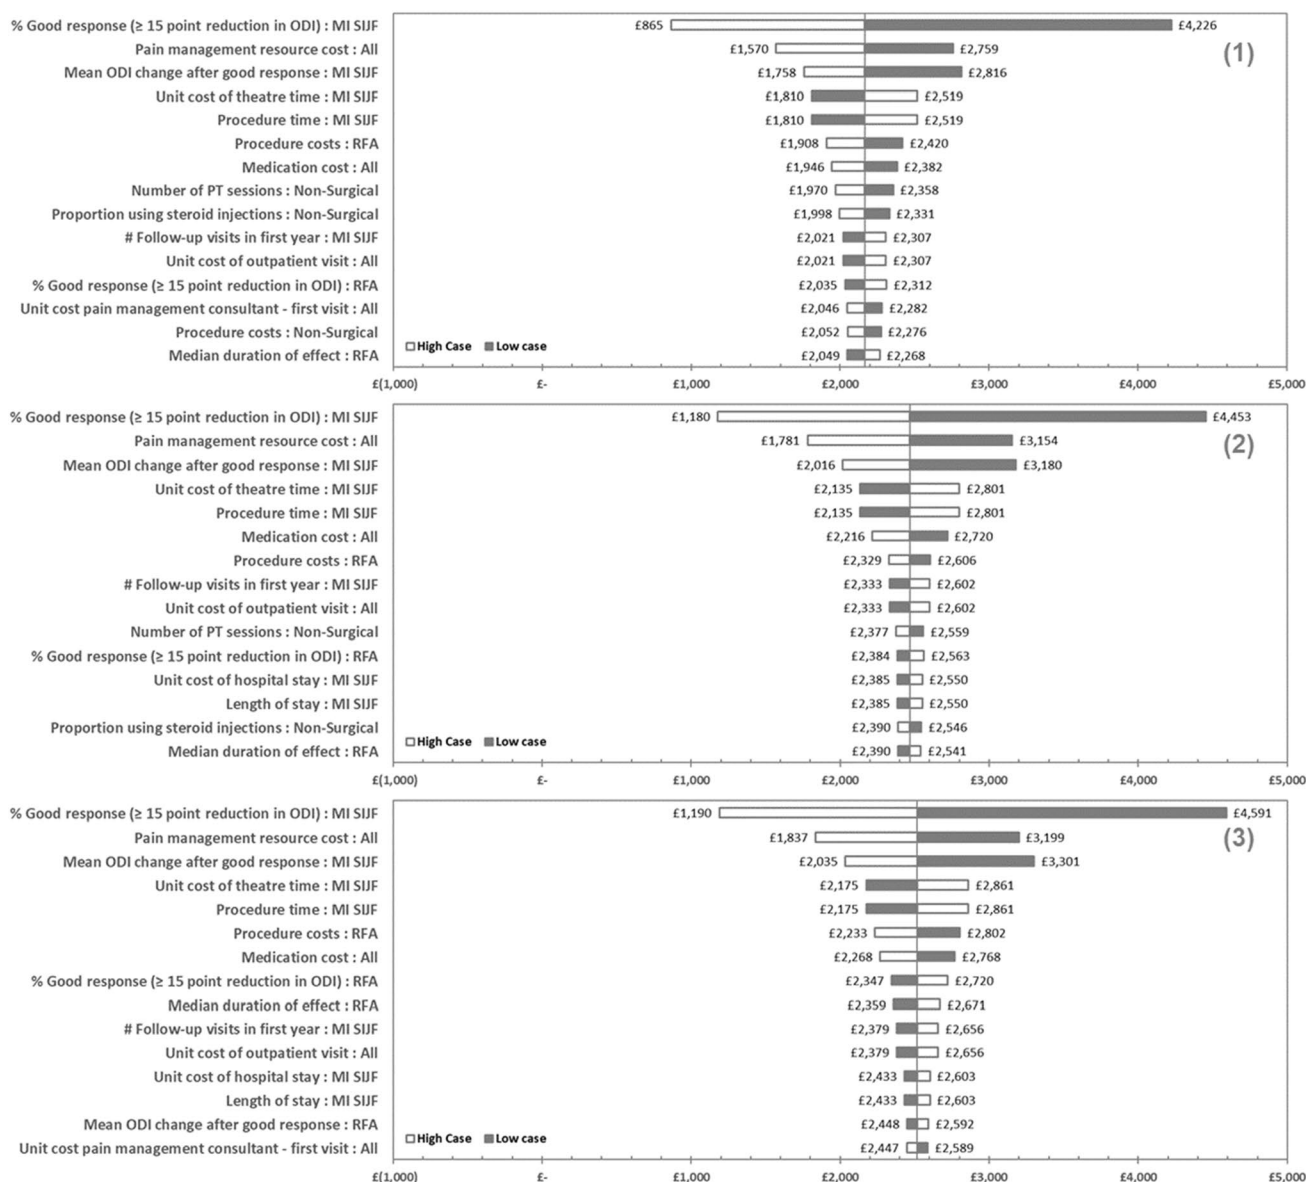 % Good response (≥ 15 point reduction in ODI) : MI SIJF £865 £4,226
(1)
Pain management resource cost : All £1,570 £2,759
Mean ODI change after good response : MI SIJF £1,758 £2,816
Unit cost of theatre time : MI SIJF £1,810 £2,519
Procedure time : MI SIJF £1,810 £2,519
Procedure costs : RFA £1,908 £2,420
Medication cost : All £1,946 £2,382
Number of PT sessions : Non-Surgical £1,970 £2,358
Proportion using steroid injections : Non-Surgical £1,998 £2,331
# Follow-up visits in first year : MI SIJF £2,021 £2,307
Unit cost of outpatient visit : All £2,021 £2,307
% Good response (≥ 15 point reduction in ODI) : RFA £2,035 £2,312
Unit cost pain management consultant - first visit : All £2,046 £2,282
Procedure costs : Non-Surgical £2,052 £2,276
Median duration of effect : RFA £2,049 £2,268
High Case Low case
£(1,000) £- £1,000 £2,000 £3,000 £4,000 £5,000
% Good response (≥ 15 point reduction in ODI) : MI SIJF £1,180 £4,453
(2)
Pain management resource cost : All £1,781 £3,154
Mean ODI change after good response : MI SIJF £2,016 £3,180
Unit cost of theatre time : MI SIJF £2,135 £2,801
Procedure time : MI SIJF £2,135 £2,801
Medication cost : All £2,216 £2,720
Procedure costs : RFA £2,329 £2,606
# Follow-up visits in first year : MI SIJF £2,333 £2,602
Unit cost of outpatient visit : All £2,333 £2,602
Number of PT sessions : Non-Surgical £2,377 £2,559
% Good response (≥ 15 point reduction in ODI) : RFA £2,384 £2,563
Unit cost of hospital stay : MI SIJF £2,385 £2,550
Length of stay : MI SIJF £2,385 £2,550
Proportion using steroid injections : Non-Surgical £2,390 £2,546
Median duration of effect : RFA £2,390 £2,541
High Case Low case
£(1,000) £- £1,000 £2,000 £3,000 £4,000 £5,000
% Good response (≥ 15 point reduction in ODI) : MI SIJF £1,190 £4,591
(3)
Pain management resource cost : All £1,837 £3,199
Mean ODI change after good response : MI SIJF £2,035 £3,301
Unit cost of theatre time : MI SIJF £2,175 £2,861
Procedure time : MI SIJF £2,175 £2,861
Procedure costs : RFA £2,233 £2,802
Medication cost : All £2,268 £2,768
% Good response (≥ 15 point reduction in ODI) : RFA £2,347 £2,720
Median duration of effect : RFA £2,359 £2,671
# Follow-up visits in first year : MI SIJF £2,379 £2,656
Unit cost of outpatient visit : All £2,379 £2,656
Unit cost of hospital stay : MI SIJF £2,433 £2,603
Length of stay : MI SIJF £2,433 £2,603
Mean ODI change after good response : RFA £2,448 £2,592
Unit cost pain management consultant - first visit : All £2,447 £2,589
High Case Low case
£(1,000) £- £1,000 £2,000 £3,000 £4,000 £5,000